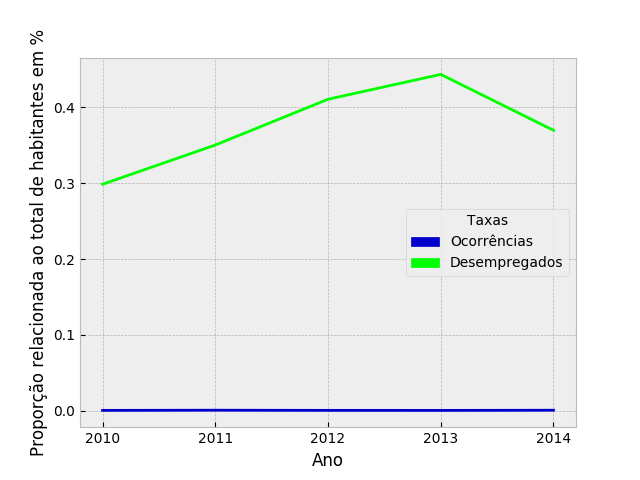 Proporção relacionada ao total de habitantes em %
0.4
0.3
0.2
0.1
0.0
Taxas
Ocorrências
Desempregados
2010 2011 2012 2013 2014
Ano